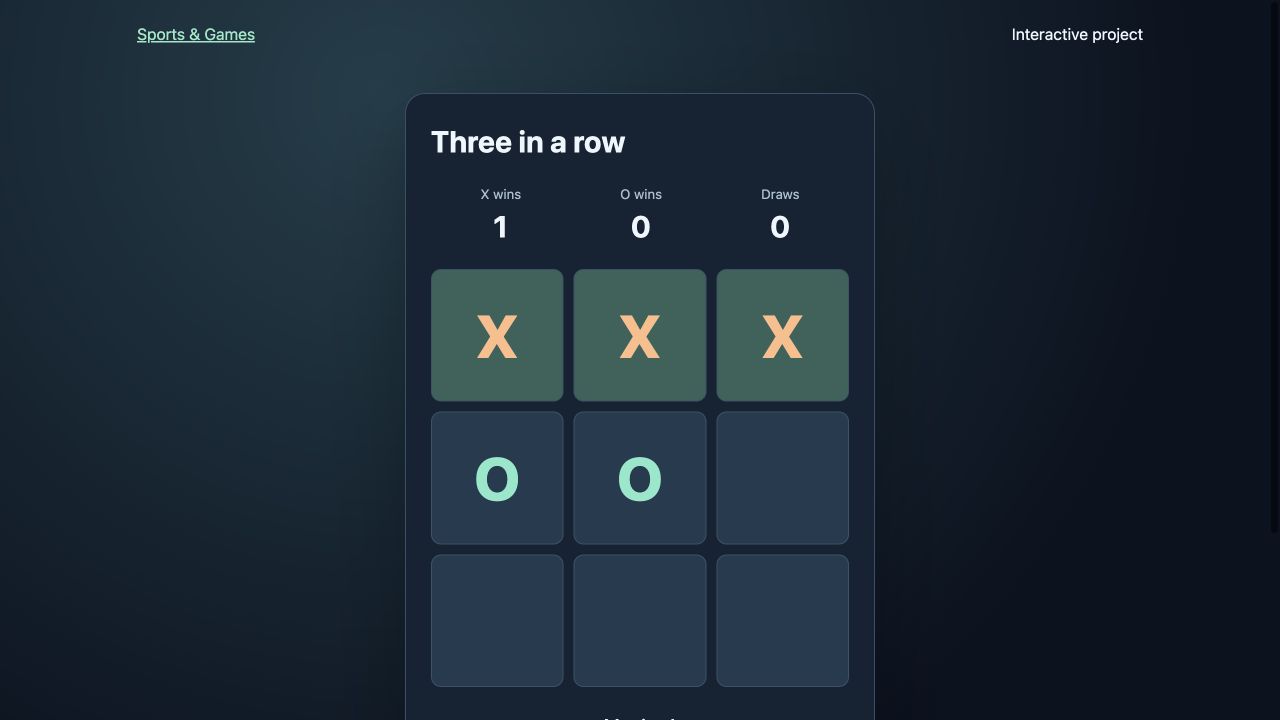 Sports & Games
Interactive project
Three in a row
X wins
O wins
Draws
1
0
0
X
X
X
O
O